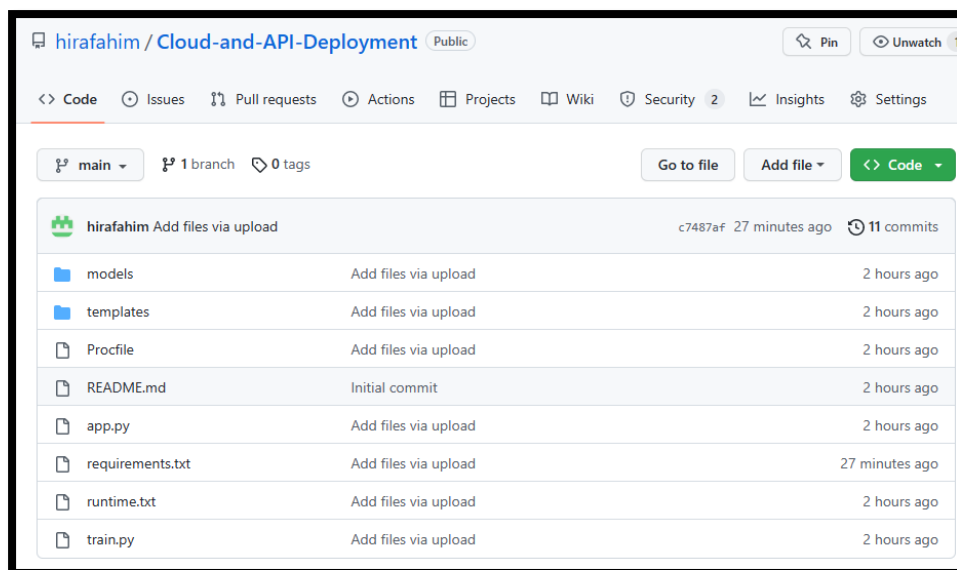 hirafahim / Cloud-and-API-Deployment Public Pin Unwatch 1
<> Code Issues Pull requests Actions Projects Wiki Security 2 Insights Settings
main 1 branch 0 tags Go to file Add file <> Code
hirafahim Add files via upload c7487af 27 minutes ago 11 commits
models Add files via upload 2 hours ago
templates Add files via upload 2 hours ago
Procfile Add files via upload 2 hours ago
README.md Initial commit 2 hours ago
app.py Add files via upload 2 hours ago
requirements.txt Add files via upload 27 minutes ago
runtime.txt Add files via upload 2 hours ago
train.py Add files via upload 2 hours ago